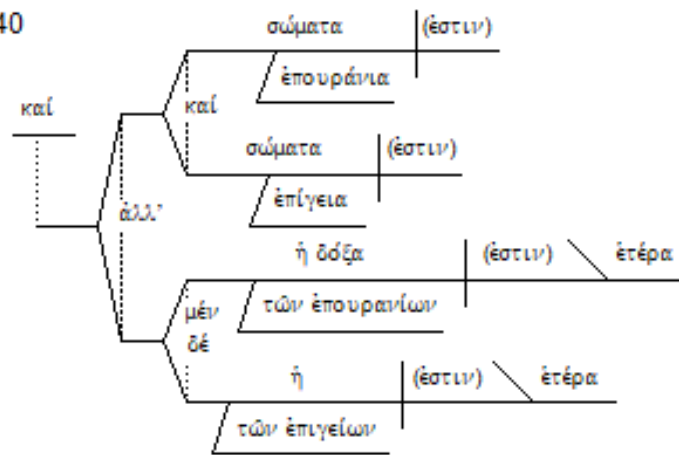 40
σώματα (ἐστιν)
ἐπουράνια
καί
καί
σώματα (ἐστιν)
ἐπίγεια
ἀλλ'
ἡ δόξα (ἐστιν) ἑτέρα
τῶν ἐπουρανίων
μέν
δέ
ἡ (ἐστιν) ἑτέρα
τῶν ἐπιγείων